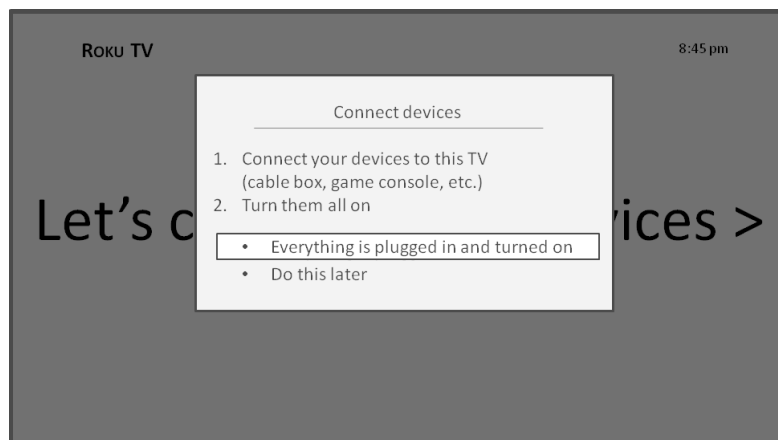 Roku TV
8:45 pm
Connect devices
1. Connect your devices to this TV
(cable box, game console, etc.)
2. Turn them all on
Let's c
ices >
• Everything is plugged in and turned on
• Do this later